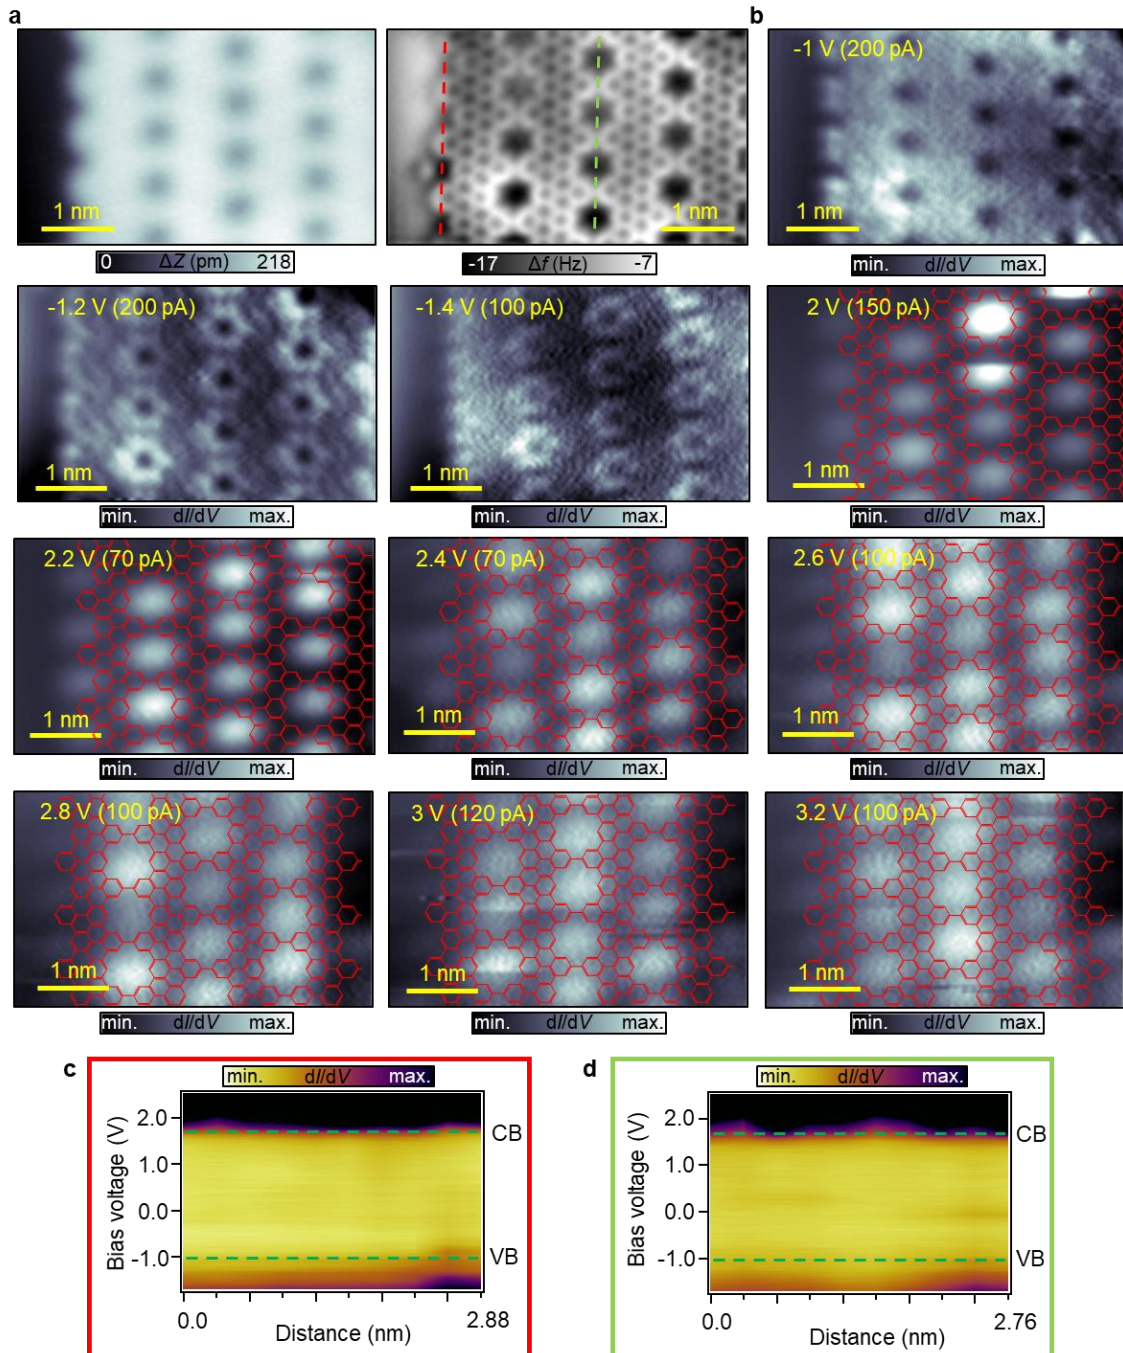 a
b
-1 V (200 pA)
1 nm
1 nm
1 nm
0 ΔZ (pm) 218
-17 Δf (Hz) -7
min. dI/dV max.
-1.2 V (200 pA)
-1.4 V (100 pA)
2 V (150 pA)
1 nm
1 nm
1 nm
min. dI/dV max.
min. dI/dV max.
min. dI/dV max.
2.2 V (70 pA)
2.4 V (70 pA)
2.6 V (100 pA)
1 nm
1 nm
1 nm
min. dI/dV max.
min. dI/dV max.
min. dI/dV max.
2.8 V (100 pA)
3 V (120 pA)
3.2 V (100 pA)
1 nm
1 nm
1 nm
min. dI/dV max.
min. dI/dV max.
min. dI/dV max.
c
min. dI/dV max.
Bias voltage (V)
2.0
1.0
0.0
-1.0
CB
VB
0.0
2.88
Distance (nm)
d
min. dI/dV max.
Bias voltage (V)
2.0
1.0
0.0
-1.0
CB
VB
0.0
2.76
Distance (nm)